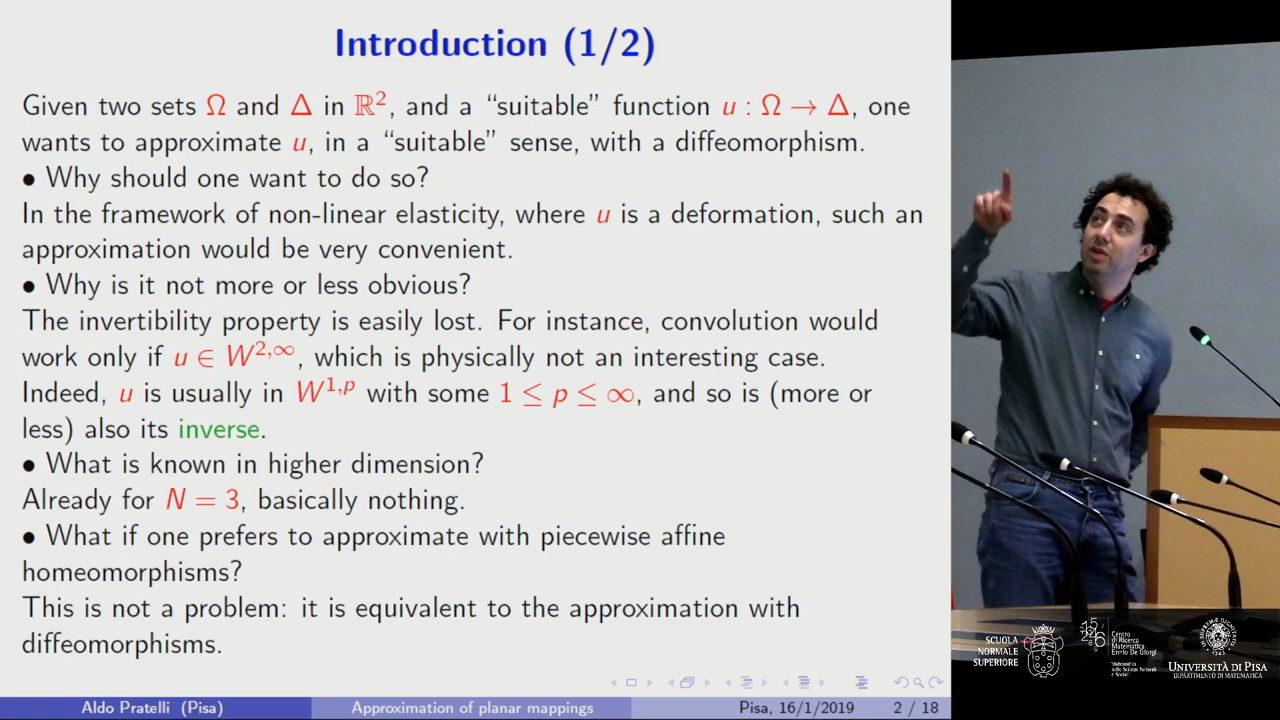 Introduction (1/2)
Given two sets Ω and Δ in ℝ², and a “suitable” function u : Ω → Δ, one
wants to approximate u, in a “suitable” sense, with a diffeomorphism.
• Why should one want to do so?
In the framework of non-linear elasticity, where u is a deformation, such an
approximation would be very convenient.
• Why is it not more or less obvious?
The invertibility property is easily lost. For instance, convolution would
work only if u ∈ W^{2,∞}, which is physically not an interesting case.
Indeed, u is usually in W^{1,p} with some 1 ≤ p ≤ ∞, and so is (more or
less) also its inverse.
• What is known in higher dimension?
Already for N = 3, basically nothing.
• What if one prefers to approximate with piecewise affine
homeomorphisms?
This is not a problem: it is equivalent to the approximation with
diffeomorphisms.
Aldo Pratelli (Pisa)
Approximation of planar mappings
Pisa, 16/1/2019
2 / 18
SCUOLA
NORMALE
SUPERIORE
Centro
di Ricerca
Matematica
Ennio De Giorgi
UNIVERSITÀ DI PISA
DIPARTIMENTO DI MATEMATICA